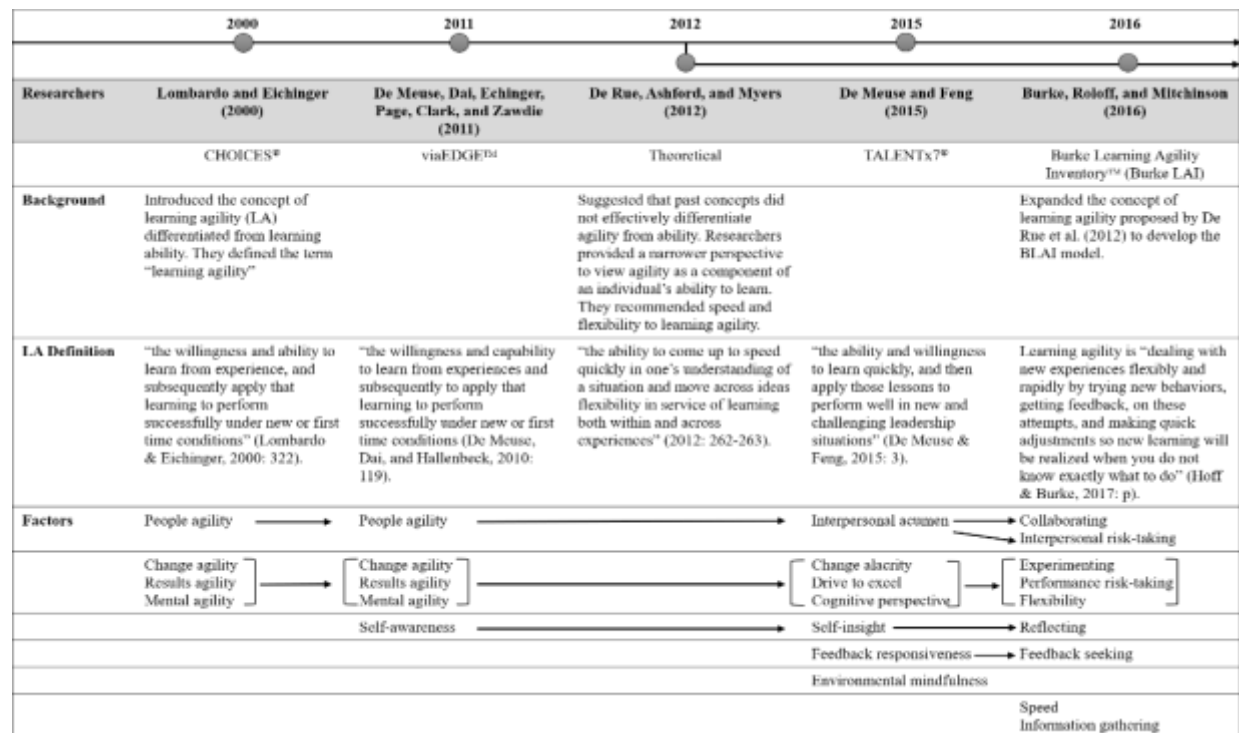 2000
2011
2012
2015
2016
Researchers
Lombardo and Eichinger
(2000)
De Meuse, Dai, Echinger,
Page, Clark, and Zawdie
(2011)
De Rue, Ashford, and Myers
(2012)
De Meuse and Feng
(2015)
Burke, Roloff, and Mitchinson
(2016)
CHOICES®
viaEDGE™
Theoretical
TALENTx7®
Burke Learning Agility
Inventory™ (Burke LAI)
Background
Introduced the concept of
learning agility (LA)
differentiated from learning
ability. They defined the term
“learning agility”
Suggested that past concepts did
not effectively differentiate
agility from ability. Researchers
provided a narrower perspective
to view agility as a component of
an individual’s ability to learn.
They recommended speed and
flexibility to learning agility.
Expanded the concept of
learning agility proposed by De
Rue et al. (2012) to develop the
BLAI model.
LA Definition
“the willingness and ability to
learn from experience, and
subsequently apply that
learning to perform
successfully under new or first
time conditions” (Lombardo
& Eichinger, 2000: 322).
“the willingness and capability
to learn from experiences and
subsequently to apply that
learning to perform
successfully under new or first
time conditions (De Meuse,
Dai, and Hallenbeck, 2010:
119).
“the ability to come up to speed
quickly in one’s understanding of
a situation and move across ideas
flexibility in service of learning
both within and across
experiences” (2012: 262-263).
“the ability and willingness
to learn quickly, and then
apply those lessons to
perform well in new and
challenging leadership
situations” (De Meuse &
Feng, 2015: 3).
Learning agility is “dealing with
new experiences flexibly and
rapidly by trying new behaviors,
getting feedback, on these
attempts, and making quick
adjustments so new learning will
be realized when you do not
know exactly what to do” (Hoff
& Burke, 2017: p).
Factors
People agility
People agility
Interpersonal acumen
Collaborating
Interpersonal risk-taking
Change agility
Results agility
Mental agility
Change agility
Results agility
Mental agility
Change alacrity
Drive to excel
Cognitive perspective
Experimenting
Performance risk-taking
Flexibility
Self-awareness
Self-insight
Reflecting
Feedback responsiveness
Feedback seeking
Environmental mindfulness
Speed
Information gathering